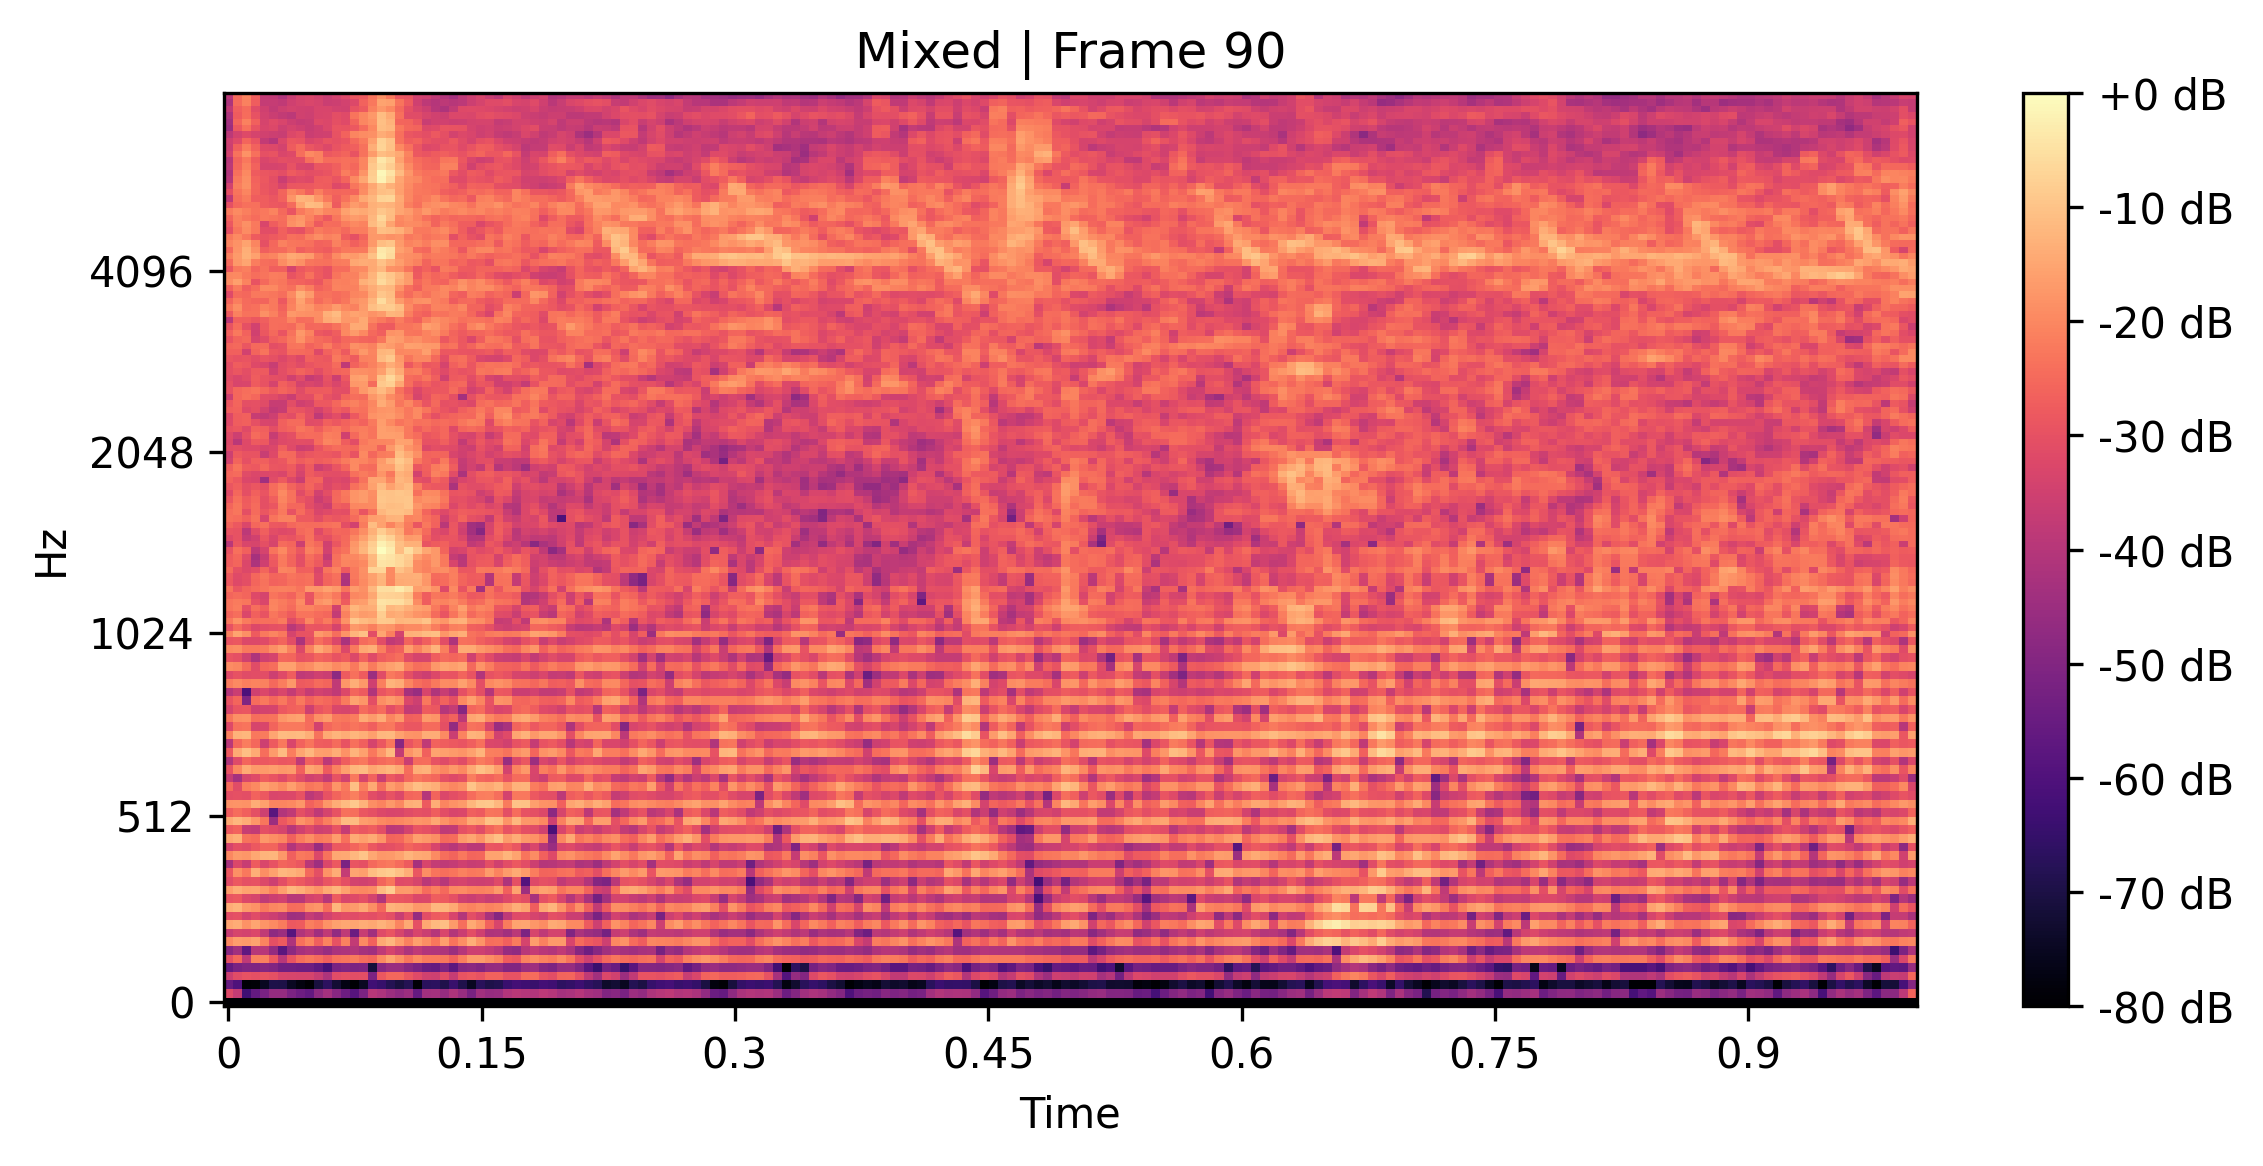 Mixed | Frame 90
+0 dB
-10 dB
-20 dB
-30 dB
-40 dB
-50 dB
-60 dB
-70 dB
-80 dB
Hz
4096
2048
1024
512
0
0 0.15 0.3 0.45 0.6 0.75 0.9
Time